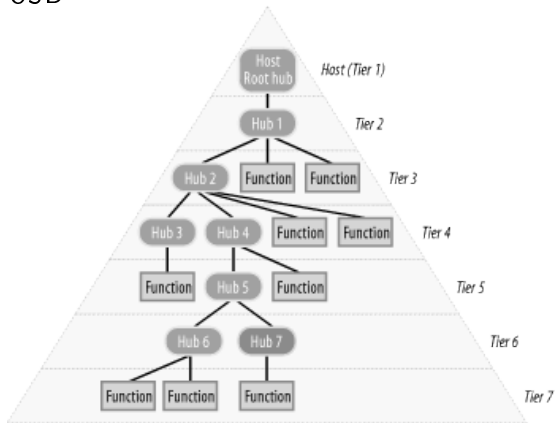 Host
Root hub
Host (Tier 1)
Hub 1
Tier 2
Hub 2
Function
Function
Tier 3
Hub 3
Hub 4
Function
Function
Tier 4
Function
Hub 5
Function
Tier 5
Hub 6
Hub 7
Tier 6
Function
Function
Function
Tier 7